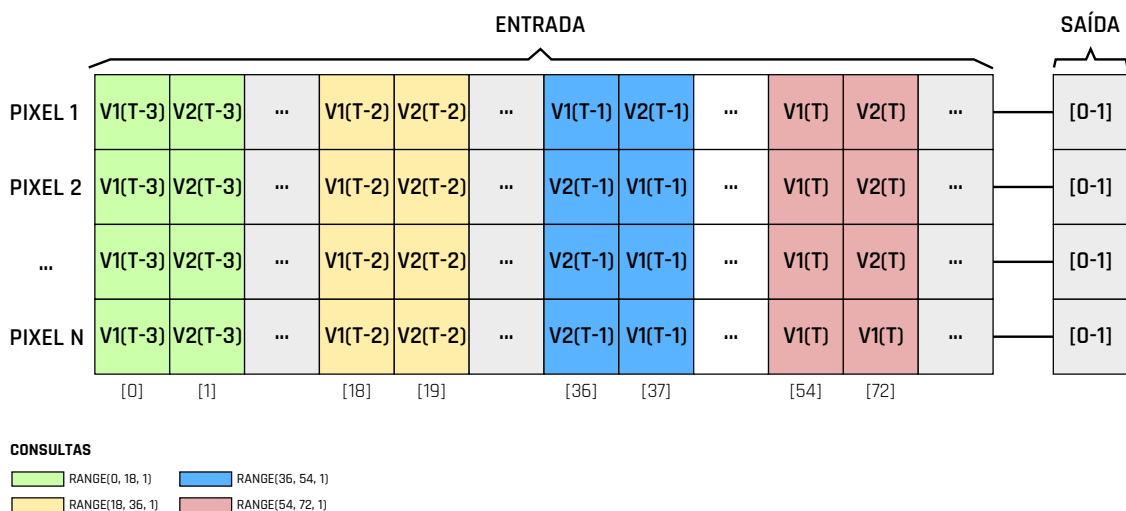 ENTRADA SAÍDA
PIXEL 1 V1(T-3) V2(T-3) ... V1(T-2) V2(T-2) ... V1(T-1) V2(T-1) ... V1(T) V2(T) ... [0-1]
PIXEL 2 V1(T-3) V2(T-3) ... V1(T-2) V2(T-2) ... V2(T-1) V1(T-1) ... V1(T) V2(T) ... [0-1]
... V1(T-3) V2(T-3) ... V1(T-2) V2(T-2) ... V2(T-1) V1(T-1) ... V1(T) V2(T) ... [0-1]
PIXEL N V1(T-3) V2(T-3) ... V1(T-2) V2(T-2) ... V2(T-1) V1(T-1) ... V1(T) V1(T) ... [0-1]
[0] [1] [18] [19] [36] [37] [54] [72]
CONSULTAS
RANGE(0, 18, 1) RANGE(36, 54, 1)
RANGE(18, 36, 1) RANGE(54, 72, 1)